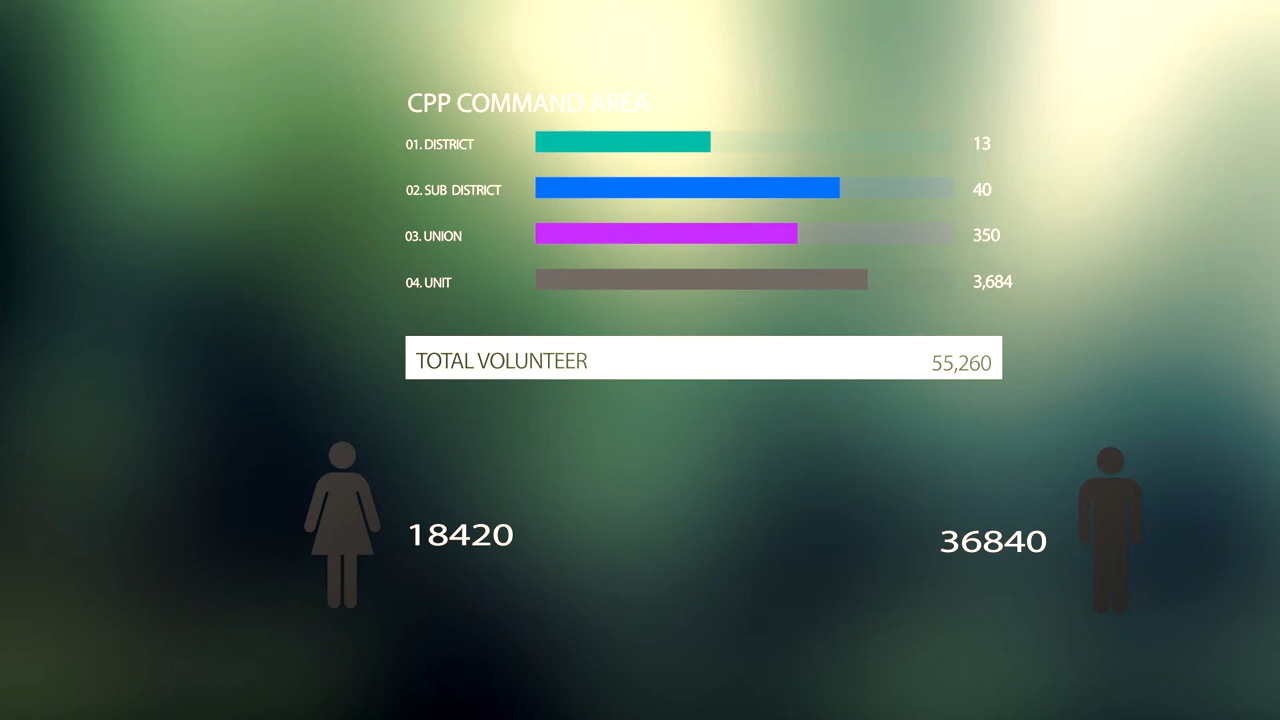 CPP COMMAND AREA
01. DISTRICT 13
02. SUB DISTRICT 40
03. UNION 350
04. UNIT 3,684
TOTAL VOLUNTEER 55,260
18420
36840